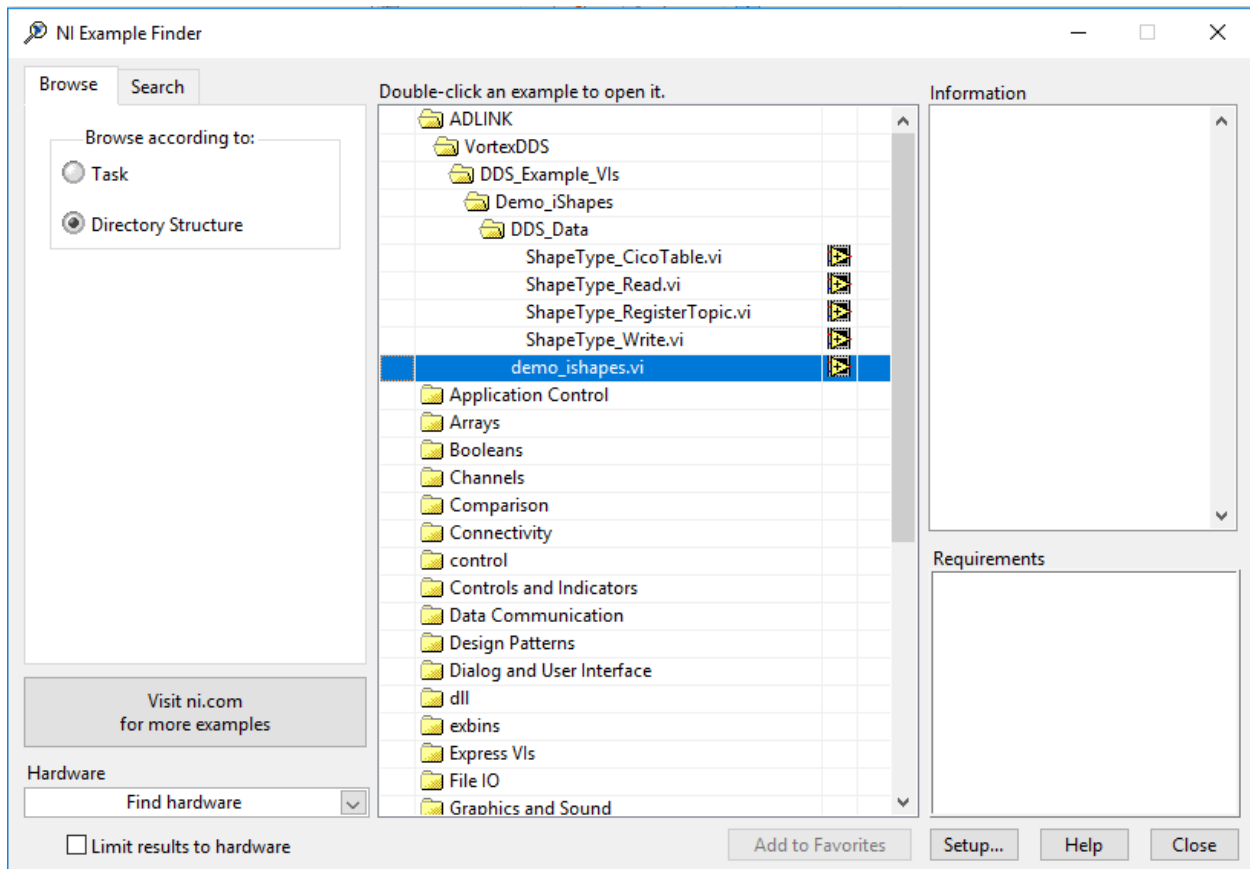 NI Example Finder
Browse
Search
Browse according to:
Task
Directory Structure
Visit ni.com
for more examples
Hardware
Find hardware
Limit results to hardware
Double-click an example to open it.
ADLINK
VortexDDS
DDS_Example_VIs
Demo_iShapes
DDS_Data
ShapeType_CicoTable.vi
ShapeType_Read.vi
ShapeType_RegisterTopic.vi
ShapeType_Write.vi
demo_ishapes.vi
Application Control
Arrays
Booleans
Channels
Comparison
Connectivity
control
Controls and Indicators
Data Communication
Design Patterns
Dialog and User Interface
dll
exbins
Express VIs
File IO
Graphics and Sound
Information
Requirements
Add to Favorites
Setup...
Help
Close